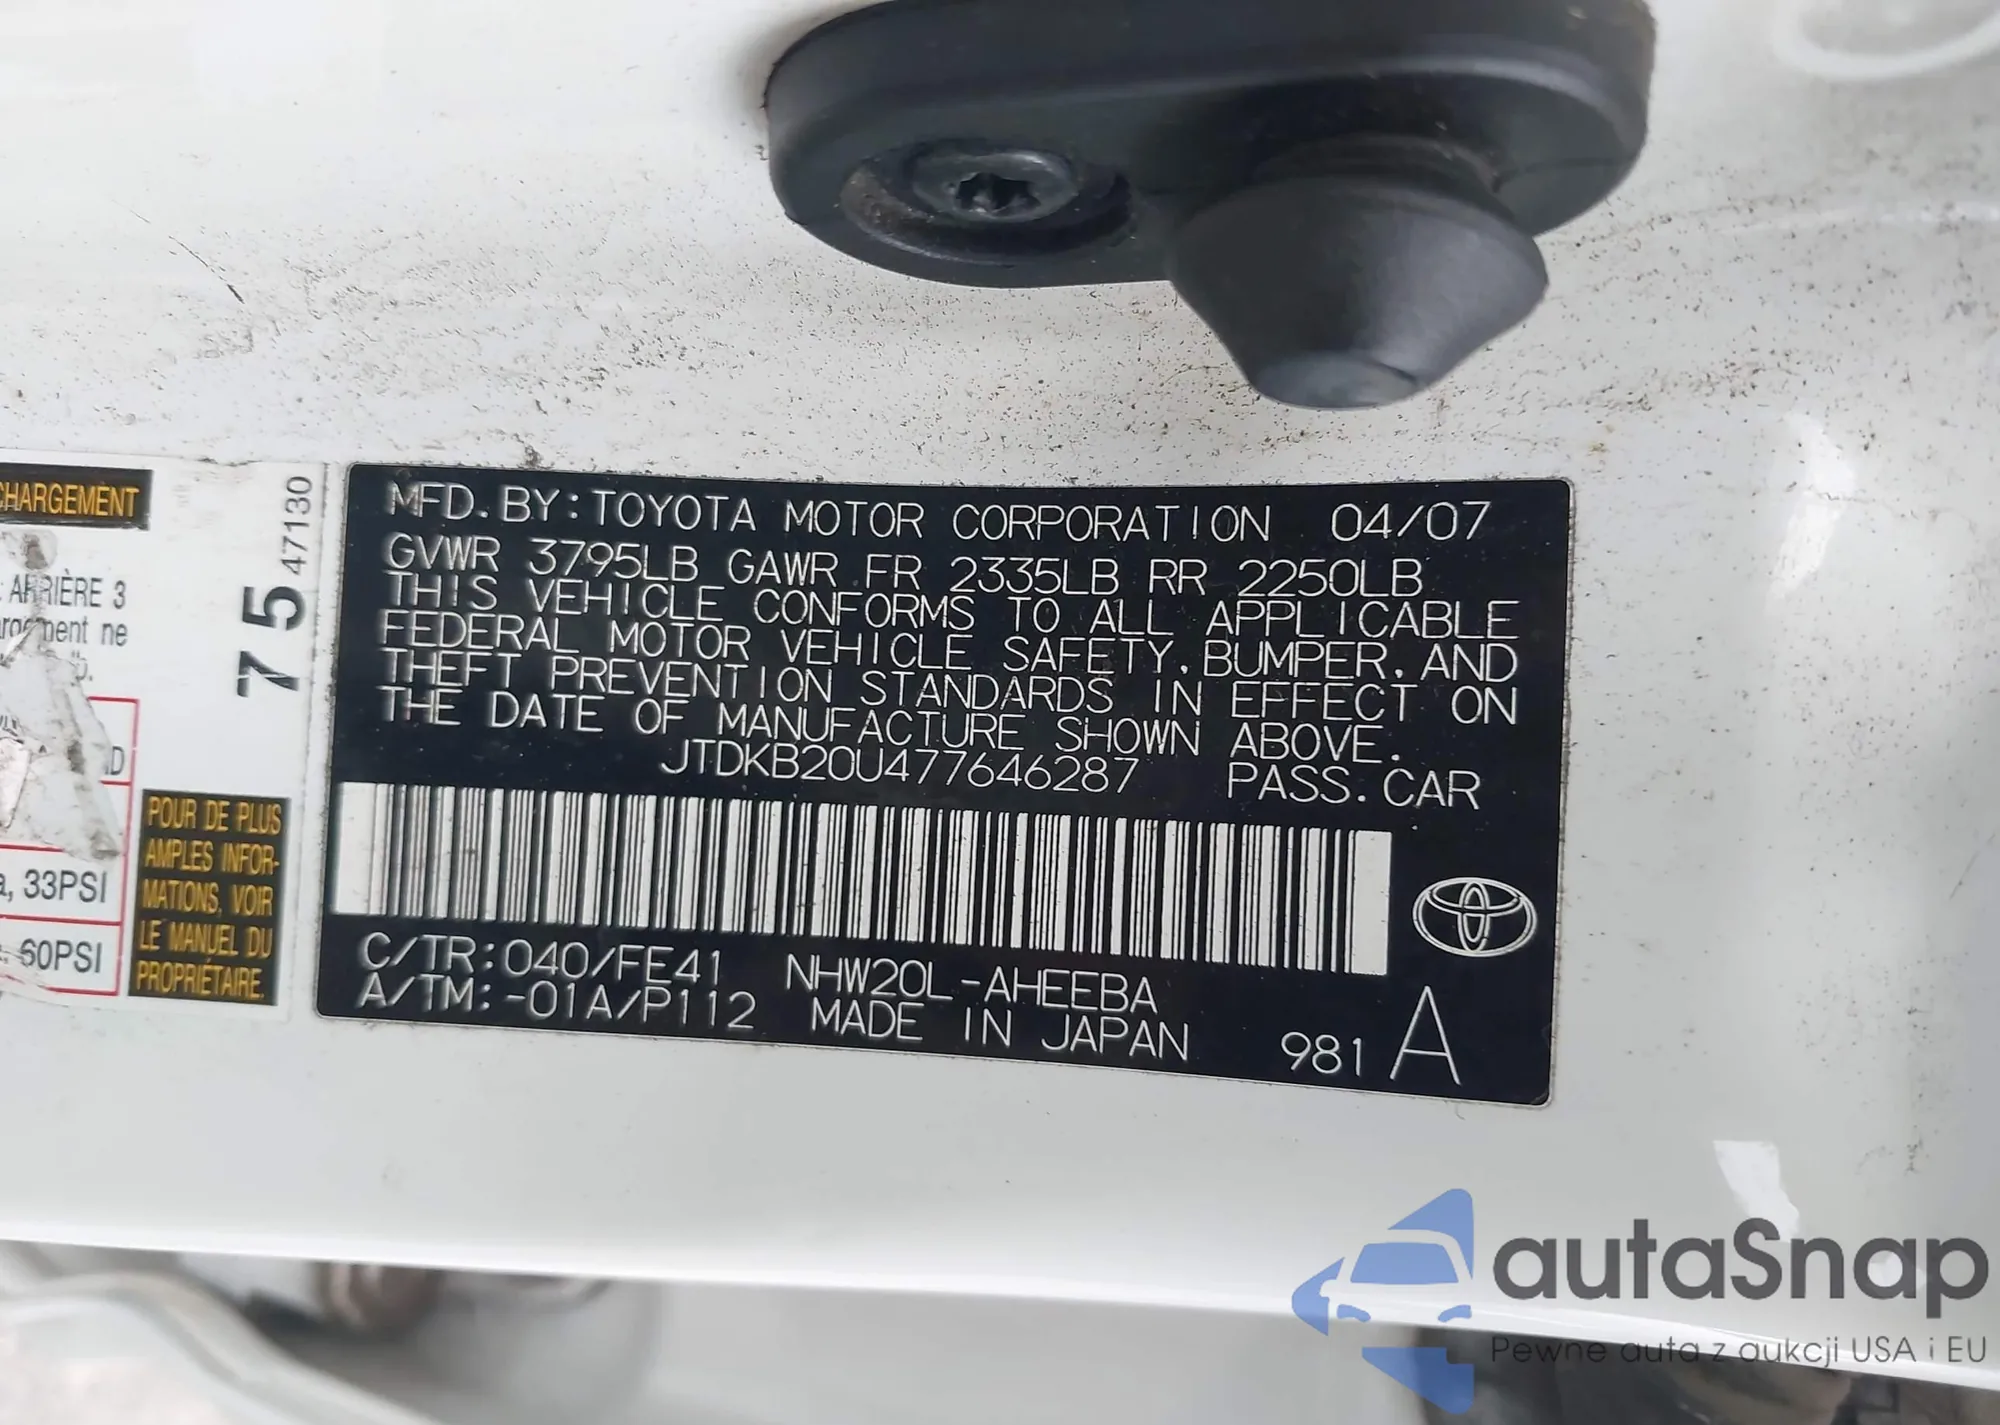 CHARGEMENT
ARRIÈRE 3
ment ne
33PSI
60PSI
75
47130
POUR DE PLUS
AMPLES INFOR-
MATIONS, VOIR
LE MANUEL DU
PROPRIÉTAIRE.
MFD. BY: TOYOTA MOTOR CORPORATION 04/07
GVWR 3795LB GAWR FR 2335LB RR 2250LB
THIS VEHICLE CONFORMS TO ALL APPLICABLE
FEDERAL MOTOR VEHICLE SAFETY, BUMPER, AND
THEFT PREVENTION STANDARDS IN EFFECT ON
THE DATE OF MANUFACTURE SHOWN ABOVE.
JTDKB20U477646287 PASS. CAR
C/TR: 040/FE41 NHW20L-AHEEBA
A/TM: -01A/P112 MADE IN JAPAN 981 A
autaSnap
Pewne auta z aukcji USA i EU